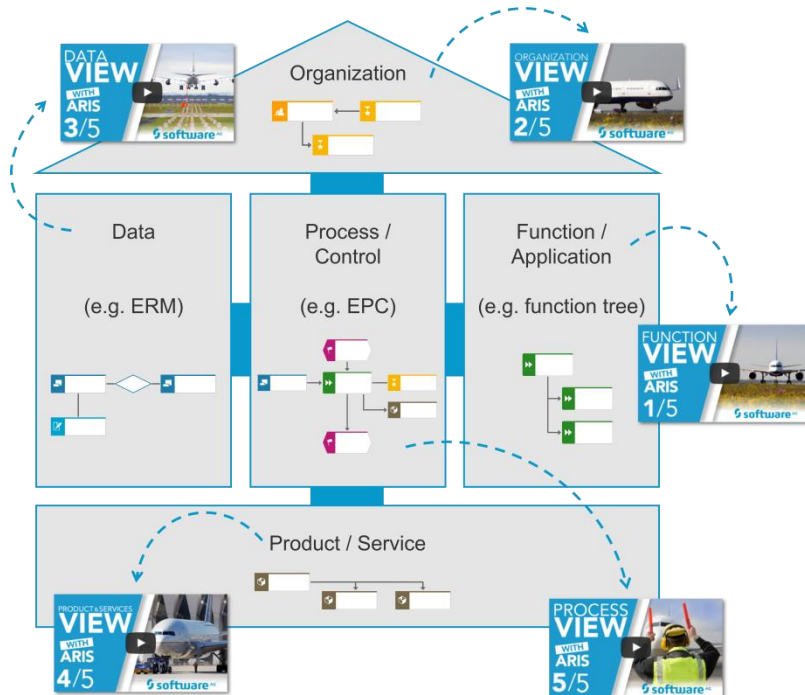 DATA
VIEW
WITH
ARIS
3/5
software AG
Organization
ORGANIZATION
VIEW
WITH
ARIS
2/5
software AG
Data
(e.g. ERM)
Process /
Control
(e.g. EPC)
Function /
Application
(e.g. function tree)
FUNCTION
VIEW
WITH
ARIS
1/5
software AG
Product / Service
PRODUCT & SERVICES
VIEW
WITH
ARIS
4/5
software AG
PROCESS
VIEW
WITH
ARIS
5/5
software AG